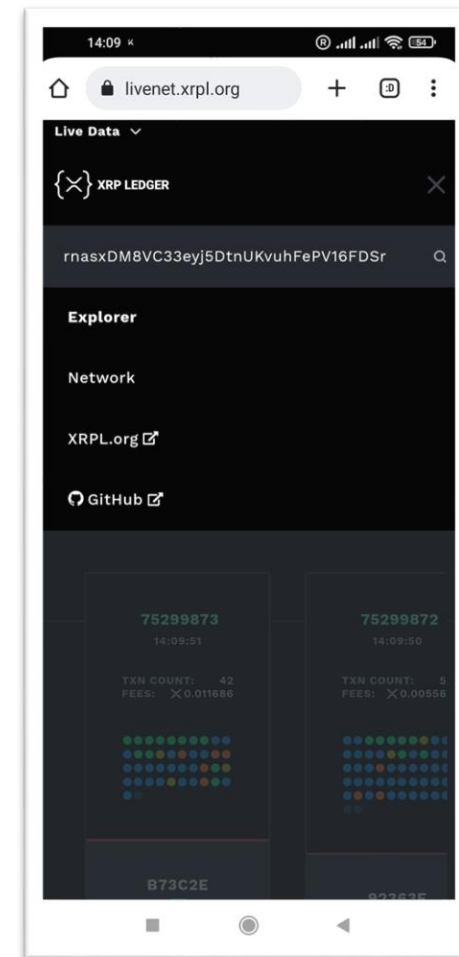 14:09
® 54
livenet.xrpl.org + :D
Live Data
{X} XRP LEDGER
rnasxDM8VC33eyj5DtnUKvuhFePV16FDSr
Explorer
Network
XRPL.org
GitHub
75299873 75299872
14:09:51 14:09:50
TXN COUNT: 42 TXN COUNT: 5
FEES: 0.011686 FEES: 0.00556
B73C2E